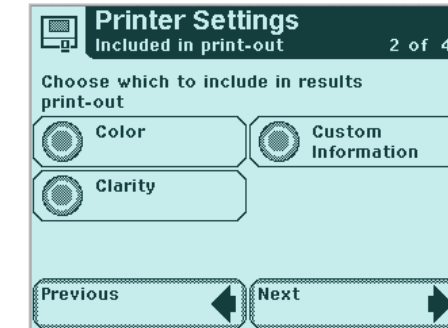 Printer Settings
Included in print-out 2 of 4
Choose which to include in results
print-out
Color
Custom
Information
Clarity
Previous
Next